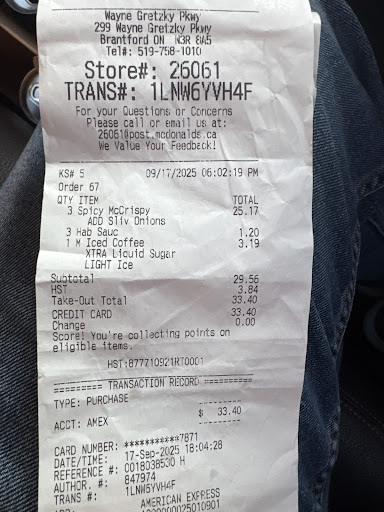 Wayne Gretzky Pkwy
299 Wayne Gretzky Pkwy
Brantford ON N3R 8A5
Tel#: 519-758-1010
Store#: 26061
TRANS#: 1LNW6YVH4F
For your Questions or Concerns
Please call or email us at:
26061@post.mcdonalds.ca
We Value Your Feedback!
KS# 5 09/17/2025 06:02:19 PM
Order 67
QTY ITEM TOTAL
3 Spicy McCrispy 25.17
ADD Sliv Onions
3 Hab Sauc 1.20
1 M Iced Coffee 3.19
XTRA Liquid Sugar
LIGHT Ice
Subtotal 29.56
HST 3.84
Take-Out Total 33.40
CREDIT CARD 33.40
Change 0.00
Score! You're collecting points on
eligible items.
HST:877710921RT0001
========= TRANSACTION RECORD =========
TYPE: PURCHASE
$ 33.40
ACCT: AMEX
CARD NUMBER: ***********7871
DATE/TIME: 17-Sep-2025 18:04:28
REFERENCE #: 0018038530 H
AUTHOR. #: 847974
TRANS #: 1LNW6YVH4F
AMERICAN EXPRESS